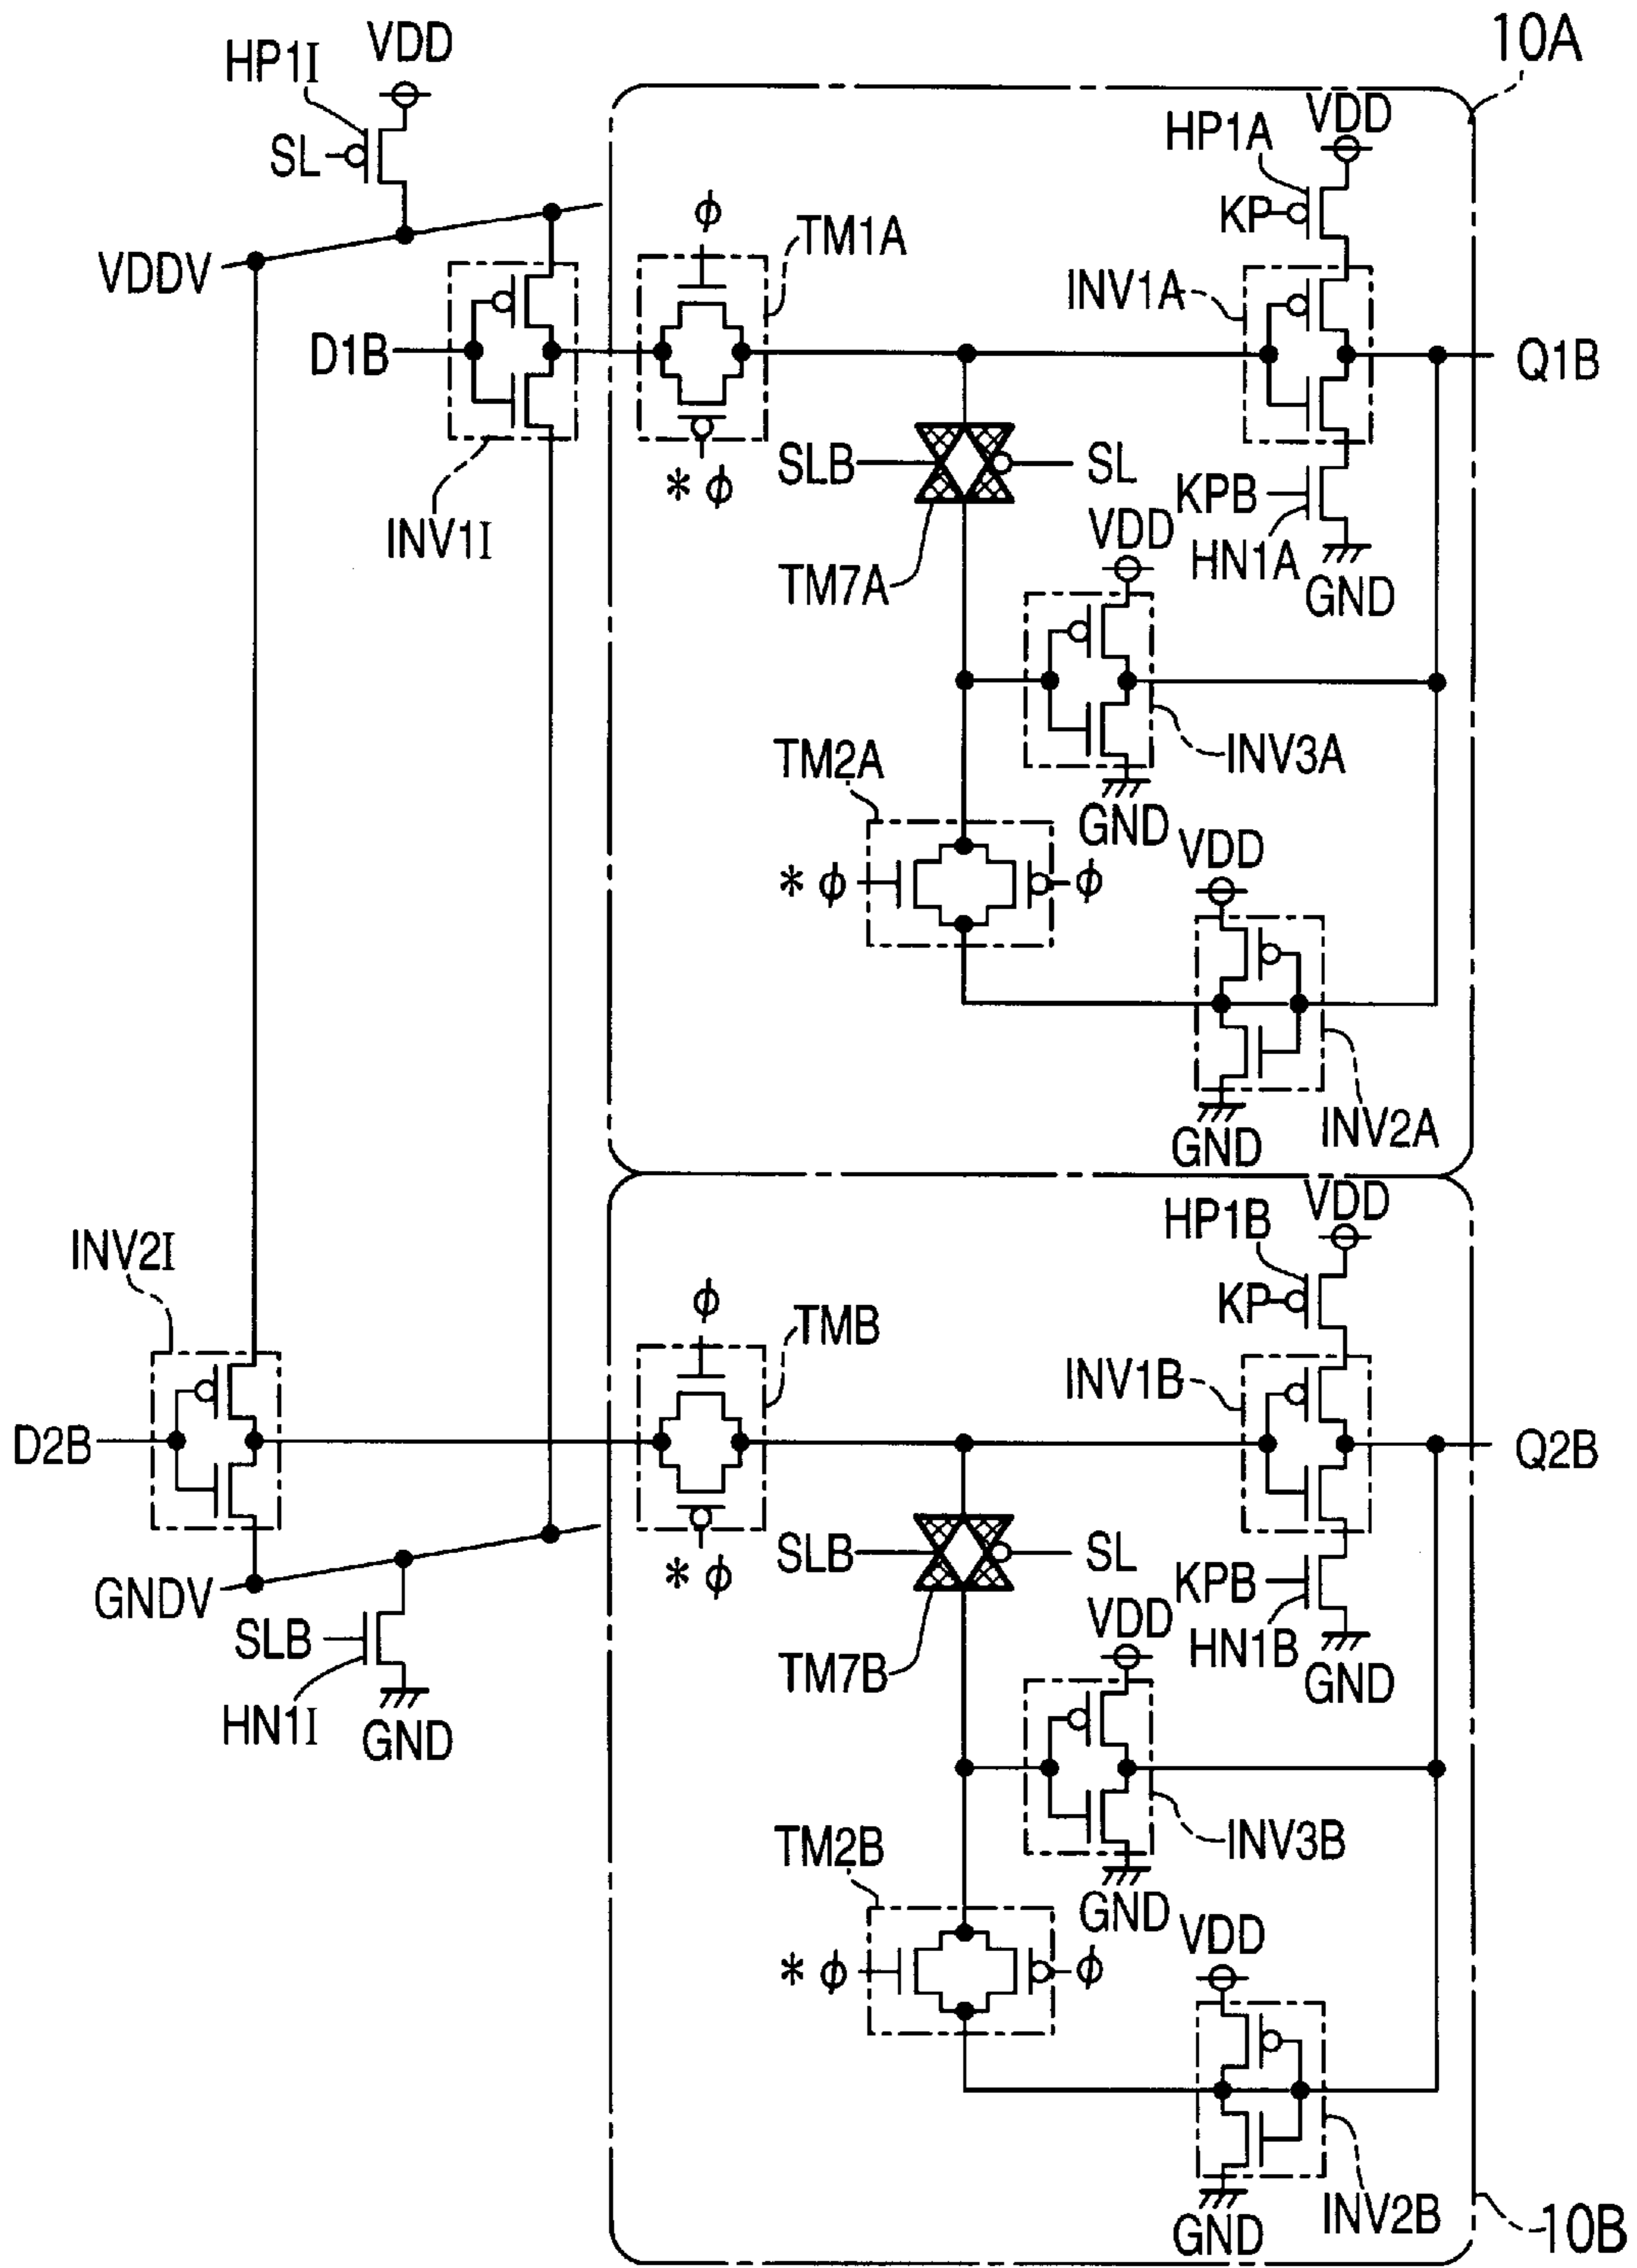 10A
HP1I
VDD
SL
VDDV
D1B
INV1I
φ
TM1A
* φ
HP1A
VDD
KP
INV1A
Q1B
SLB
SL
KPB
HN1A
GND
TM7A
VDD
INV3A
GND
TM2A
* φ
φ
VDD
INV2A
GND
INV2I
D2B
GNDV
SLB
HN1I
GND
φ
TMB
* φ
HP1B
VDD
KP
INV1B
Q2B
SLB
SL
KPB
HN1B
GND
TM7B
VDD
INV3B
GND
TM2B
* φ
φ
VDD
INV2B
GND
10B